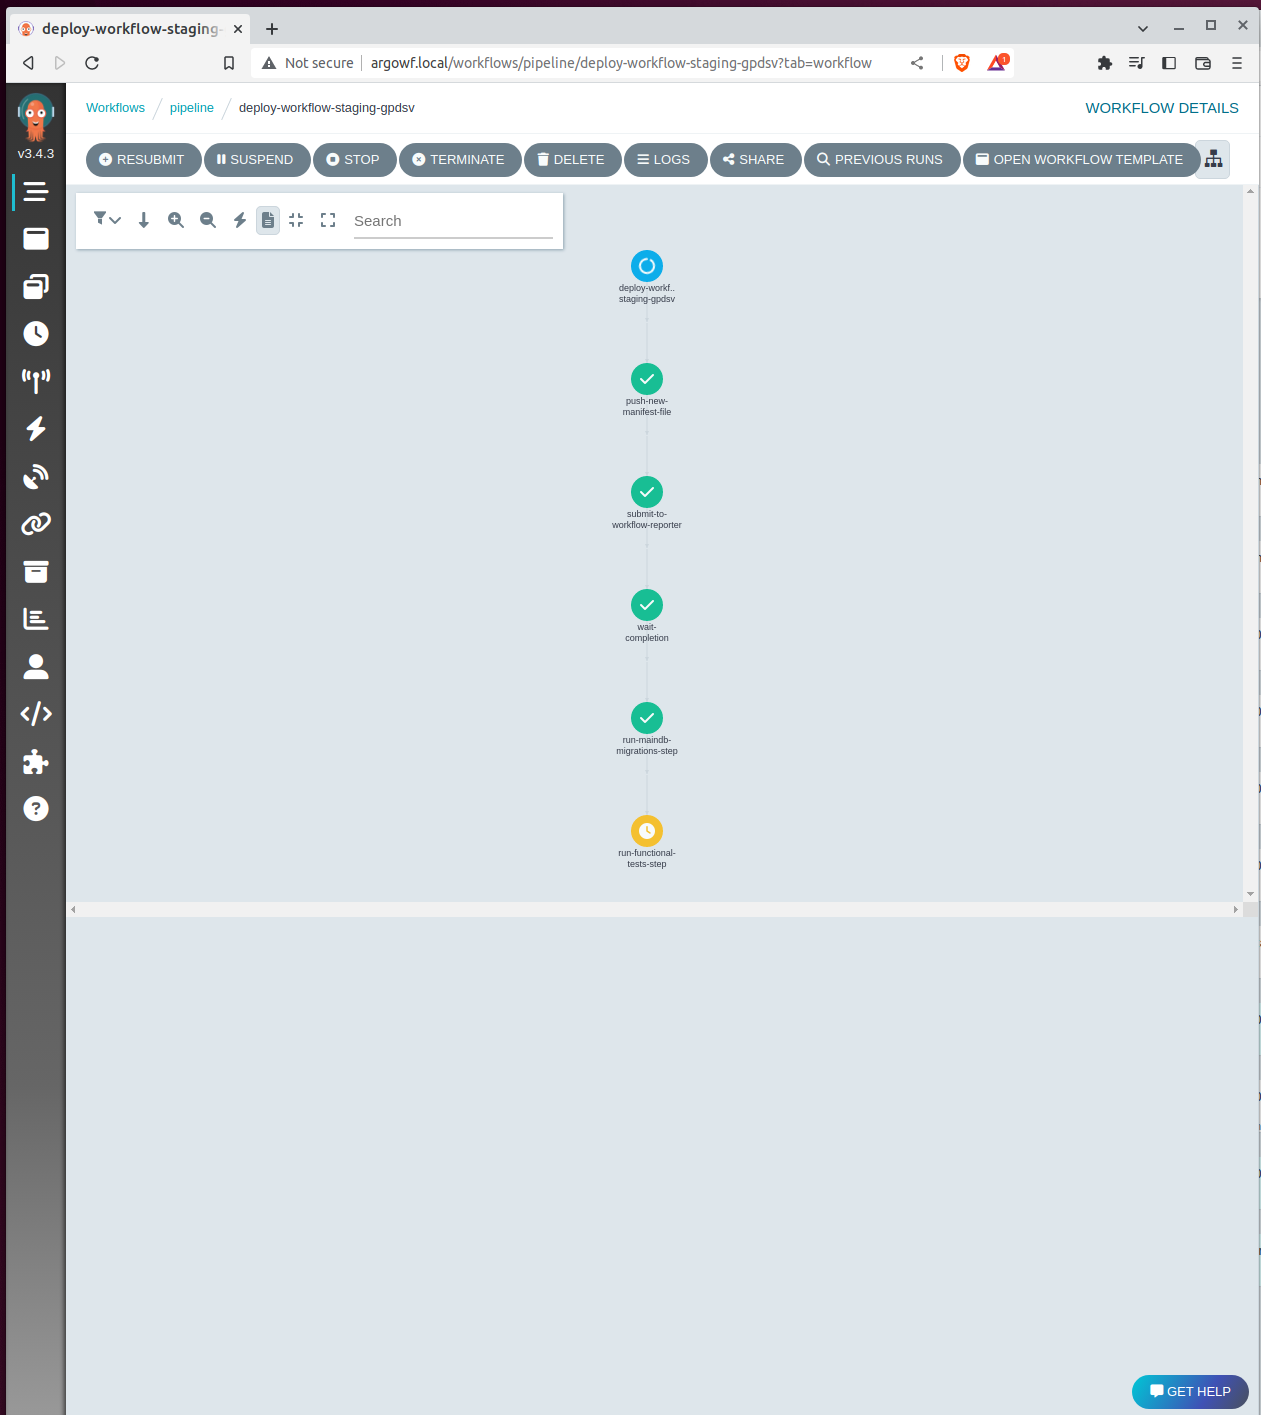 deploy-workflow-staging-
Not secure
argowf.local/workflows/pipeline/deploy-workflow-staging-gpdsv?tab=workflow
1
v3.4.3
Workflows
pipeline
deploy-workflow-staging-gpdsv
WORKFLOW DETAILS
RESUBMIT
SUSPEND
STOP
TERMINATE
DELETE
LOGS
SHARE
PREVIOUS RUNS
OPEN WORKFLOW TEMPLATE
Search
deploy-workf..
staging-gpdsv
push-new-
manifest-file
submit-to-
workflow-reporter
wait-
completion
run-maindb-
migrations-step
run-functional-
tests-step
GET HELP